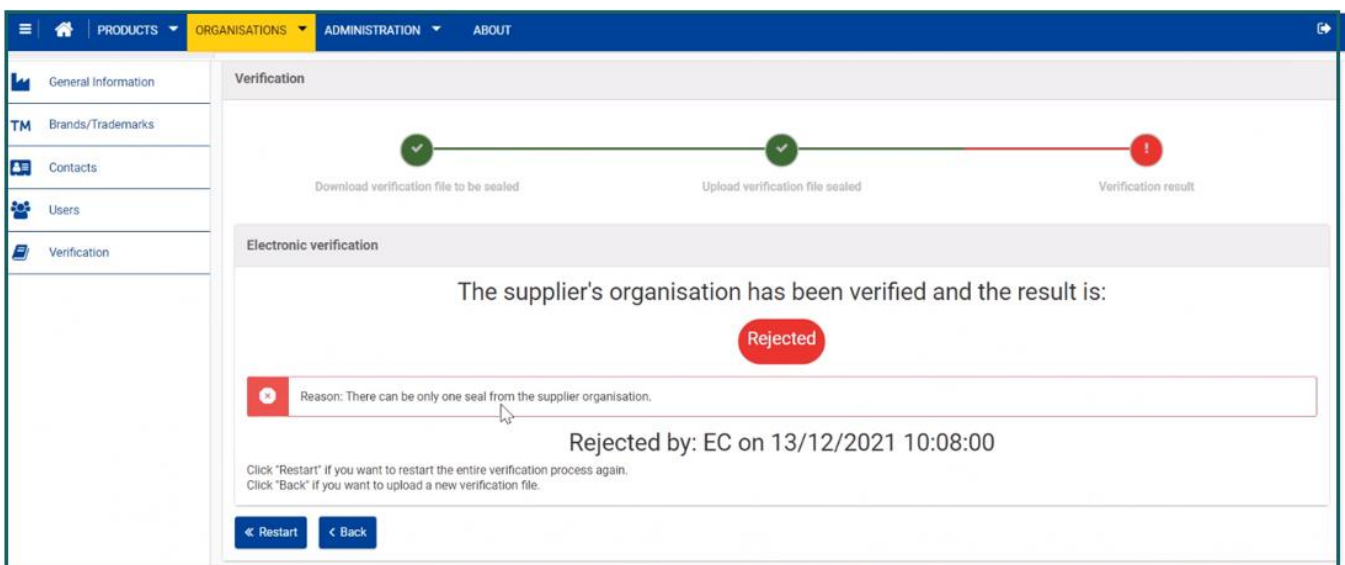 PRODUCTS
ORGANISATIONS
ADMINISTRATION
ABOUT
General Information
TM Brands/Trademarks
Contacts
Users
Verification
Verification
Download verification file to be sealed
Upload verification file sealed
Verification result
Electronic verification
The supplier's organisation has been verified and the result is:
Rejected
Reason: There can be only one seal from the supplier organisation.
Rejected by: EC on 13/12/2021 10:08:00
Click "Restart" if you want to restart the entire verification process again.
Click "Back" if you want to upload a new verification file.
« Restart
< Back